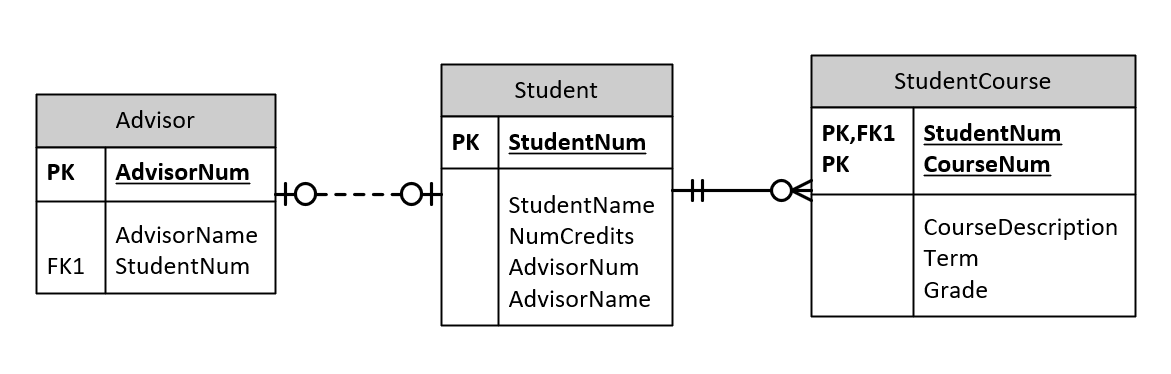 Advisor
PK AdvisorNum
AdvisorName
FK1 StudentNum
Student
PK StudentNum
StudentName
NumCredits
AdvisorNum
AdvisorName
StudentCourse
PK,FK1 StudentNum
PK CourseNum
CourseDescription
Term
Grade